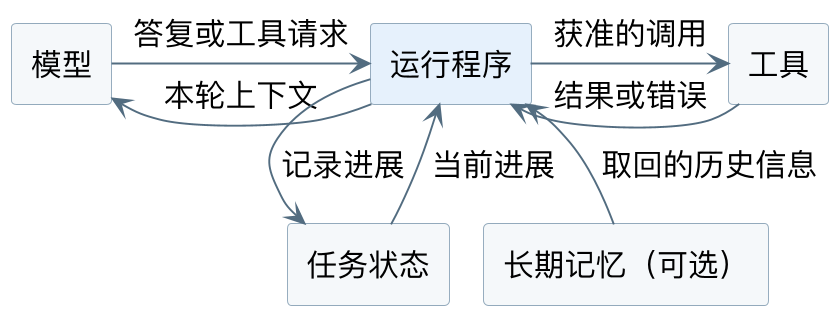 答复或工具请求
获准的调用
模型
运行程序
工具
本轮上下文
结果或错误
记录进展
当前进展
取回的历史信息
任务状态
长期记忆（可选）